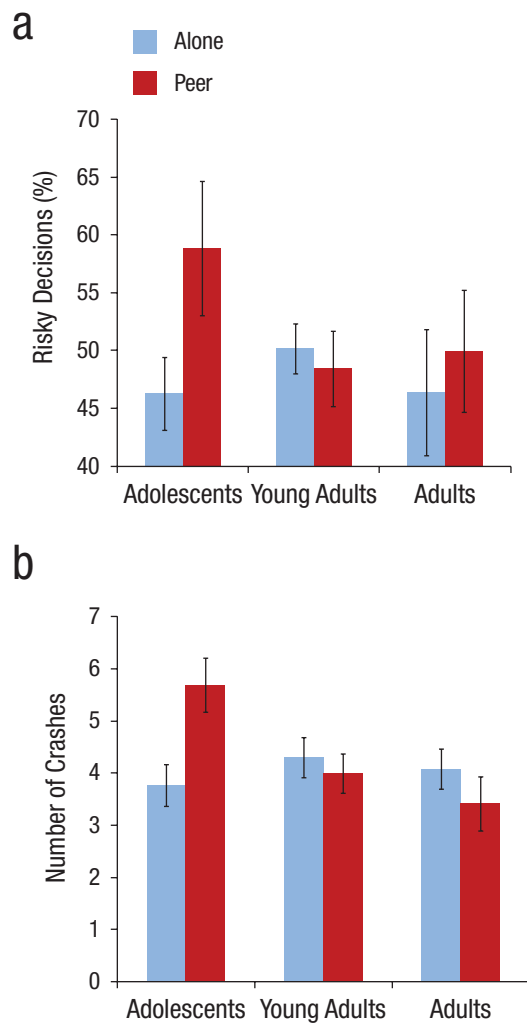 a
Alone
Peer
Risky Decisions (%)
70
65
60
55
50
45
40
Adolescents Young Adults Adults
b
Number of Crashes
7
6
5
4
3
2
1
0
Adolescents Young Adults Adults